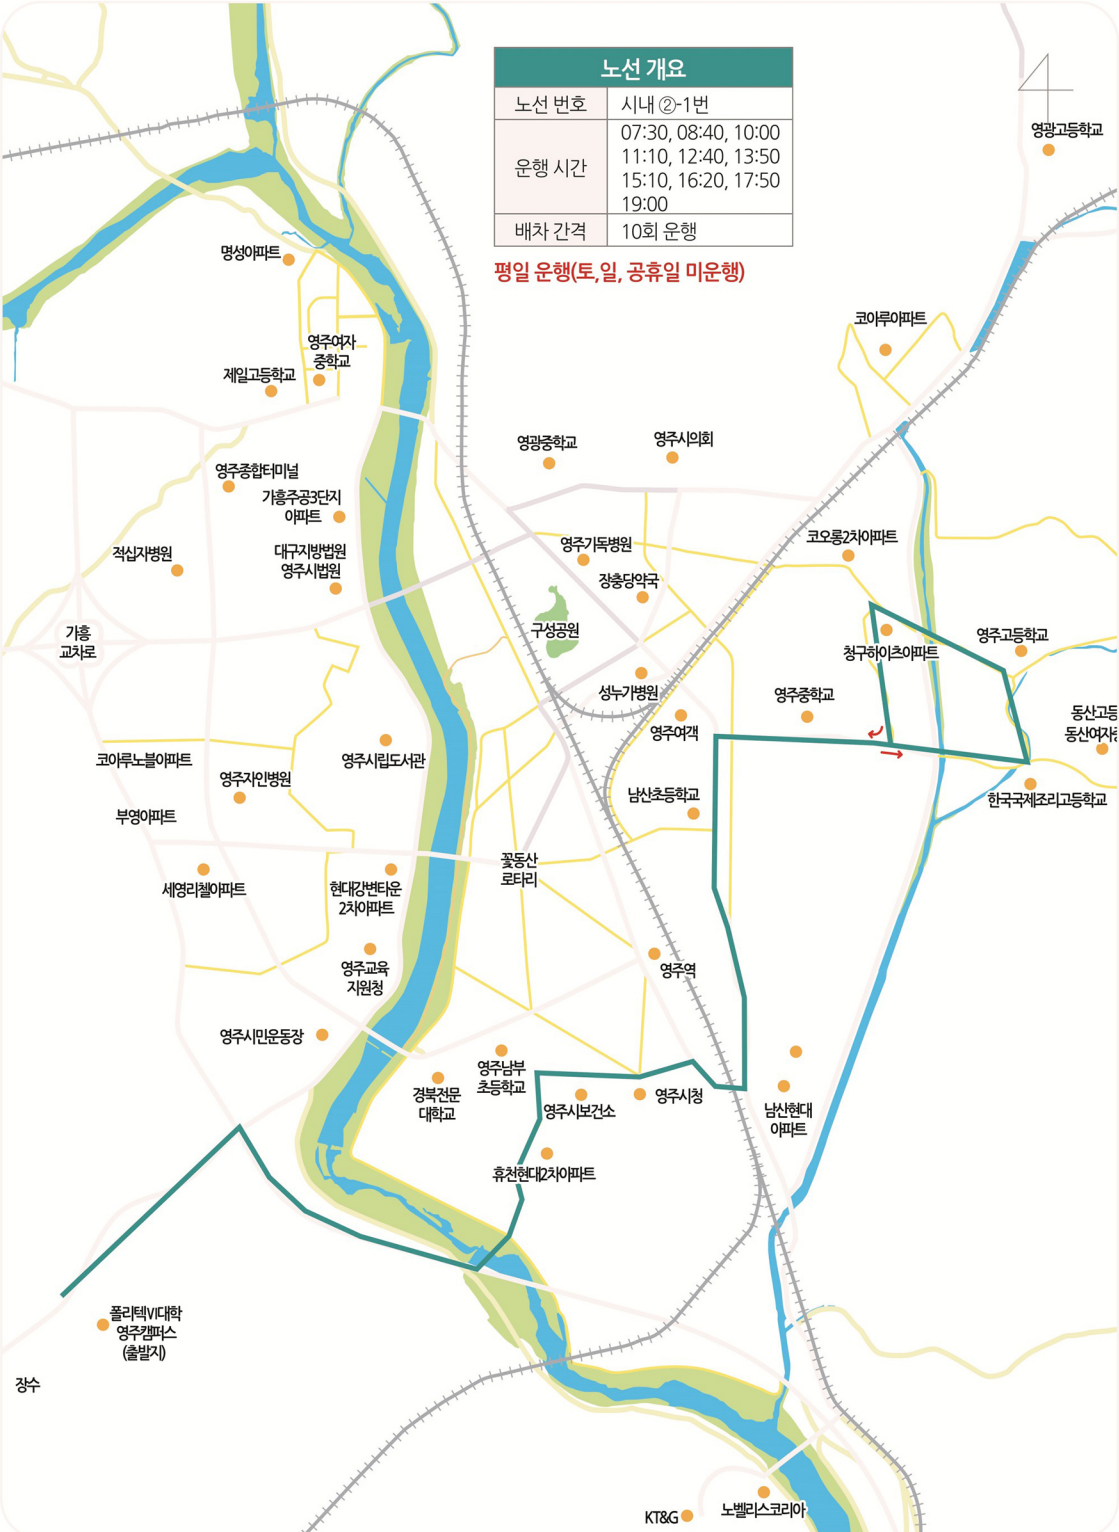 노선 개요
노선 번호
시내 ②-1번
운행 시간
07:30, 08:40, 10:00
11:10, 12:40, 13:50
15:10, 16:20, 17:50
19:00
배차 간격
10회 운행
평일 운행(토,일, 공휴일 미운행)
영광고등학교
명성아파트
코아루아파트
영주여자
중학교
제일고등학교
영광중학교
영주시의회
영주종합터미널
가흥주공3단지
아파트
코오롱2차아파트
영주기독병원
적십자병원
대구지방법원
영주시법원
장충당약국
가흥
교차로
구성공원
청구하이츠아파트
영주고등학교
성누가병원
영주중학교
영주여객
동산고등
동산여자중
코아루노블아파트
영주시립도서관
영주자인병원
남산초등학교
한국국제조리고등학교
부영아파트
꽃동산
로타리
세영리첼아파트
현대강변타운
2차아파트
영주교육
지원청
영주역
영주시민운동장
영주남부
초등학교
경북전문
대학교
영주시보건소
영주시청
남산현대
아파트
휴천현대2차아파트
폴리텍Ⅵ대학
영주캠퍼스
(출발지)
장수
KT&G
노벨리스코리아